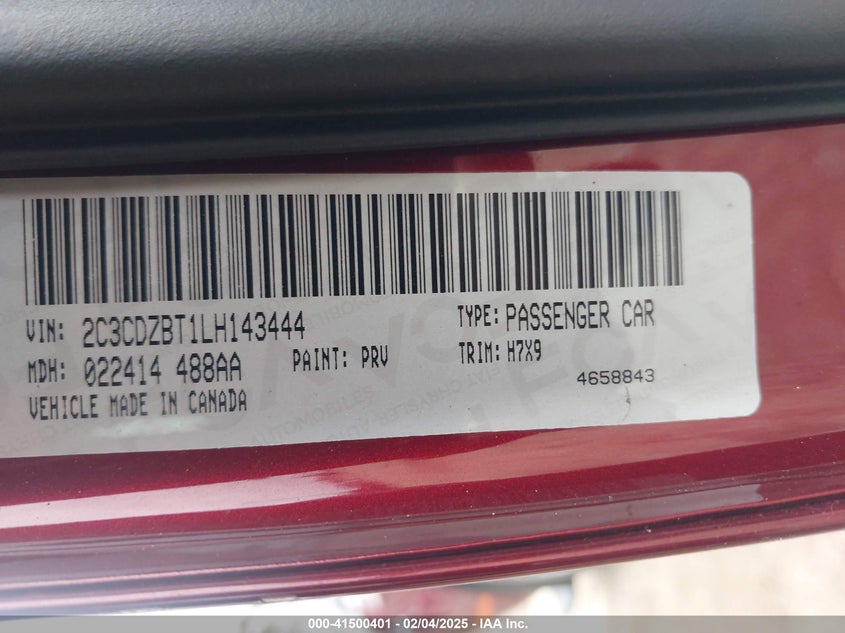 VIN: 2C3CDZBT1LH143444 TYPE: PASSENGER CAR
MDH: 022414 488AA PAINT: PRV TRIM: H7X9
VEHICLE MADE IN CANADA 4658843
000-41500401 - 02/04/2025 - IAA Inc.